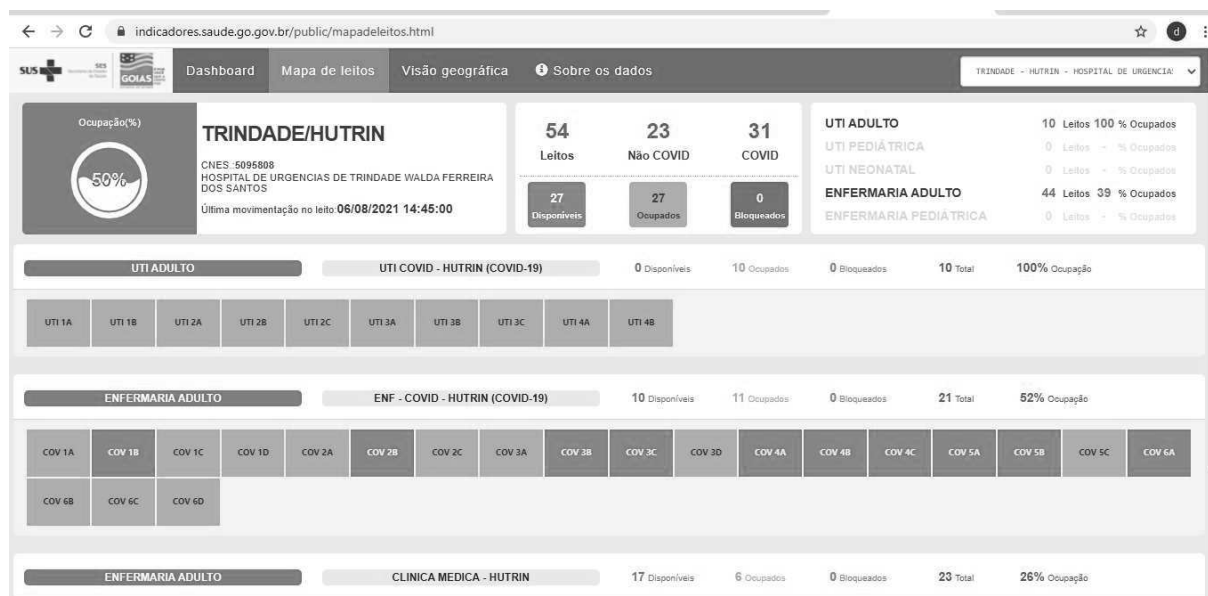 indicadores.saude.go.gov.br/public/mapadeleitos.html
d
SUS
SES
GOIÁS
Dashboard Mapa de leitos Visão geográfica Sobre os dados
TRINDADE - HUTRIN - HOSPITAL DE URGENCIA
Ocupação(%)
50%
TRINDADE/HUTRIN
CNES.:5095808
HOSPITAL DE URGENCIAS DE TRINDADE WALDA FERREIRA
DOS SANTOS
Última movimentação no leito:06/08/2021 14:45:00
54 23 31
Leitos Não COVID COVID
27 27 0
Disponíveis Ocupados Bloqueados
UTI ADULTO 10 Leitos 100 % Ocupados
UTI PEDIÁTRICA 0 Leitos - % Ocupados
UTI NEONATAL 0 Leitos - % Ocupados
ENFERMARIA ADULTO 44 Leitos 39 % Ocupados
ENFERMARIA PEDIÁTRICA 0 Leitos - % Ocupados
UTI ADULTO UTI COVID - HUTRIN (COVID-19) 0 Disponíveis 10 Ocupados 0 Bloqueados 10 Total 100% Ocupação
UTI 1A UTI 1B UTI 2A UTI 2B UTI 2C UTI 3A UTI 3B UTI 3C UTI 4A UTI 4B
ENFERMARIA ADULTO ENF - COVID - HUTRIN (COVID-19) 10 Disponíveis 11 Ocupados 0 Bloqueados 21 Total 52% Ocupação
COV 1A COV 1B COV 1C COV 1D COV 2A COV 2B COV 2C COV 3A COV 3B COV 3C COV 3D COV 4A COV 4B COV 4C COV 5A COV 5B COV 5C COV 6A
COV 6B COV 6C COV 6D
ENFERMARIA ADULTO CLINICA MEDICA - HUTRIN 17 Disponíveis 6 Ocupados 0 Bloqueados 23 Total 26% Ocupação